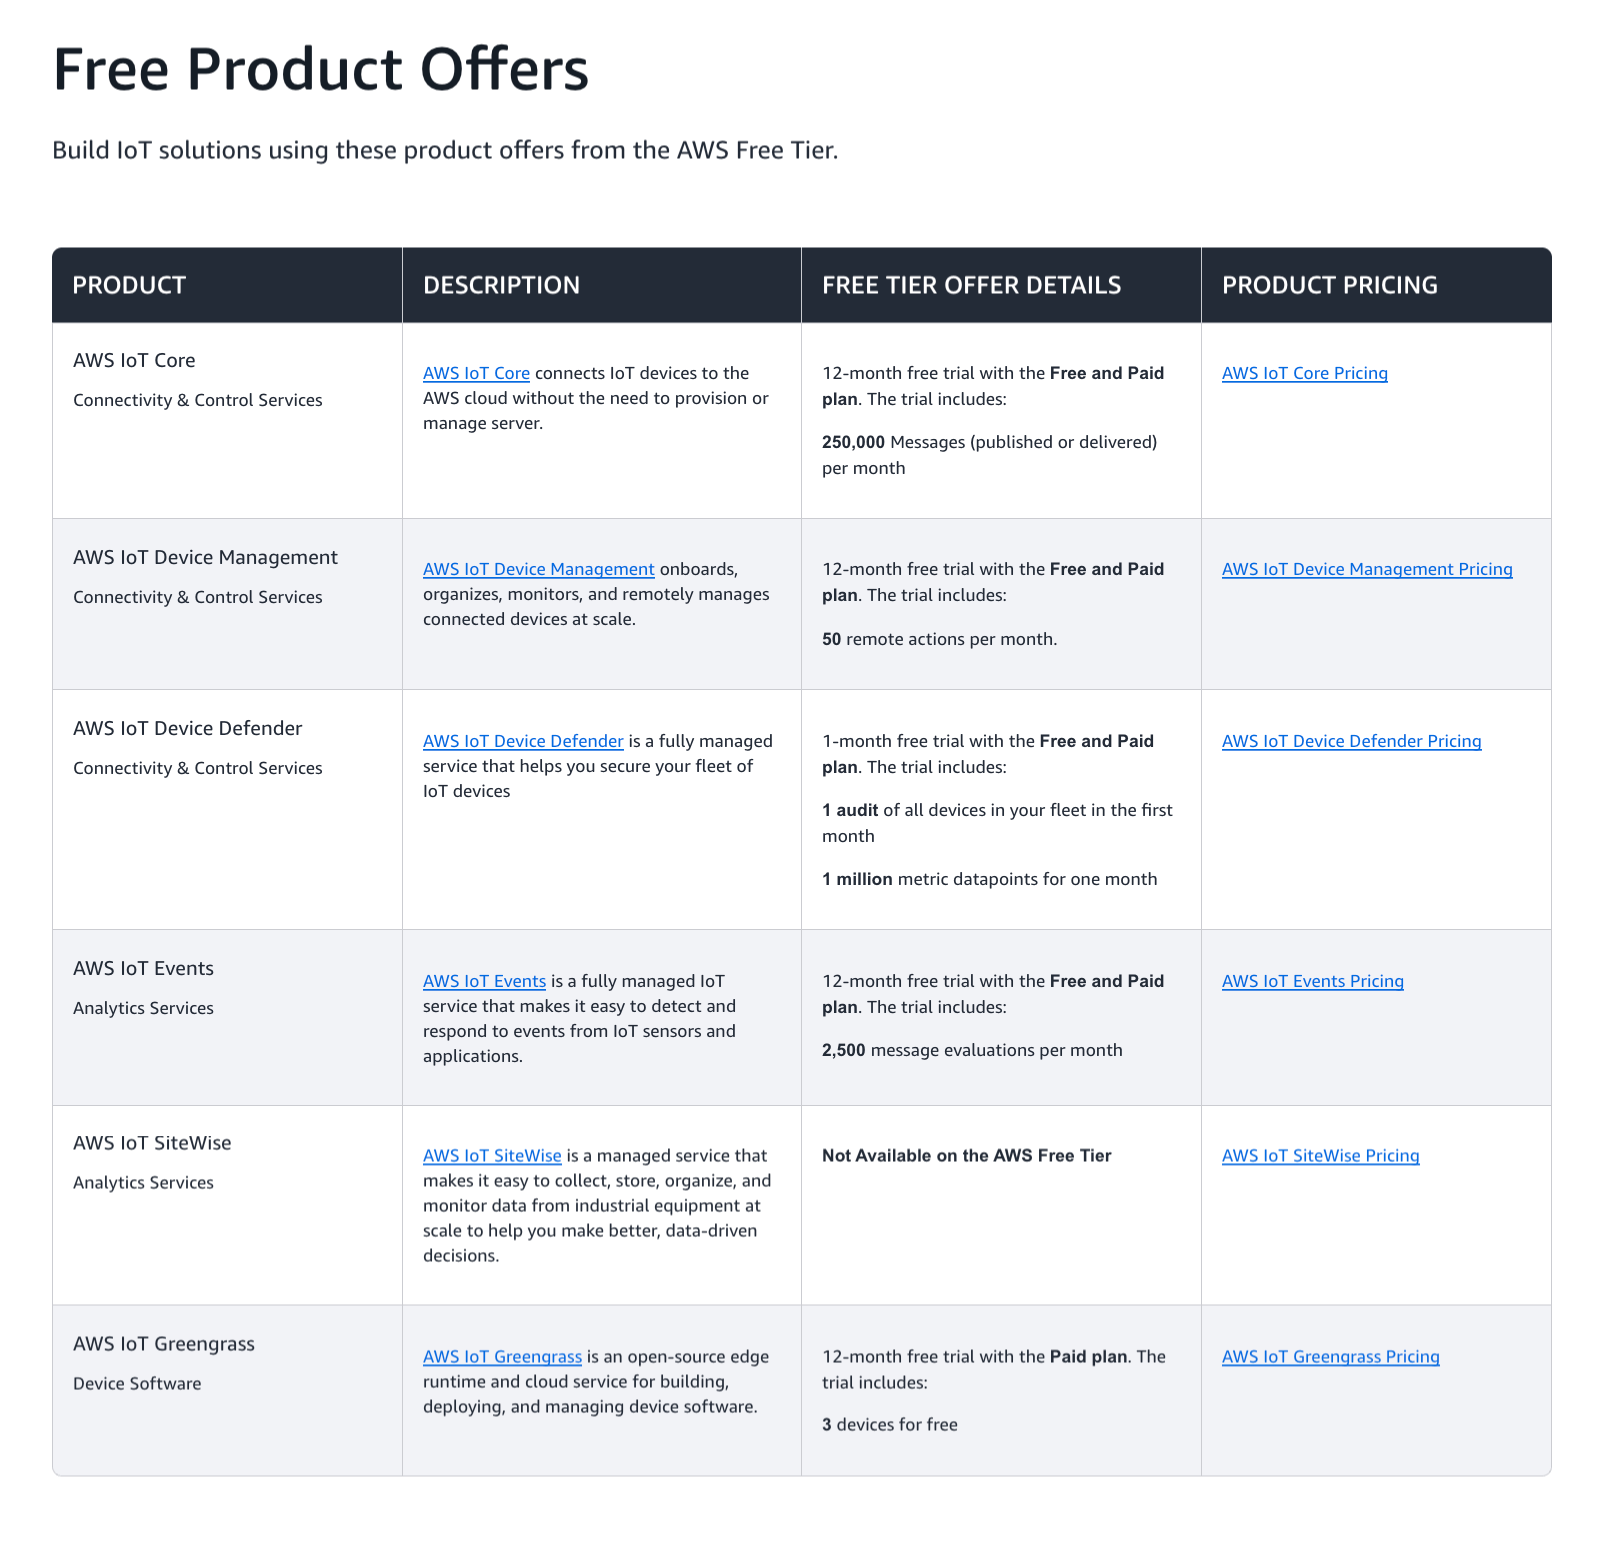 Free Product Offers
Build IoT solutions using these product offers from the AWS Free Tier.
PRODUCT
DESCRIPTION
FREE TIER OFFER DETAILS
PRODUCT PRICING
AWS IoT Core
Connectivity & Control Services
AWS IoT Core connects IoT devices to the
AWS cloud without the need to provision or
manage server.
12-month free trial with the Free and Paid
plan. The trial includes:
250,000 Messages (published or delivered)
per month
AWS IoT Core Pricing
AWS IoT Device Management
Connectivity & Control Services
AWS IoT Device Management onboards,
organizes, monitors, and remotely manages
connected devices at scale.
12-month free trial with the Free and Paid
plan. The trial includes:
50 remote actions per month.
AWS IoT Device Management Pricing
AWS IoT Device Defender
Connectivity & Control Services
AWS IoT Device Defender is a fully managed
service that helps you secure your fleet of
IoT devices
1-month free trial with the Free and Paid
plan. The trial includes:
1 audit of all devices in your fleet in the first
month
1 million metric datapoints for one month
AWS IoT Device Defender Pricing
AWS IoT Events
Analytics Services
AWS IoT Events is a fully managed IoT
service that makes it easy to detect and
respond to events from IoT sensors and
applications.
12-month free trial with the Free and Paid
plan. The trial includes:
2,500 message evaluations per month
AWS IoT Events Pricing
AWS IoT SiteWise
Analytics Services
AWS IoT SiteWise is a managed service that
makes it easy to collect, store, organize, and
monitor data from industrial equipment at
scale to help you make better, data-driven
decisions.
Not Available on the AWS Free Tier
AWS IoT SiteWise Pricing
AWS IoT Greengrass
Device Software
AWS IoT Greengrass is an open-source edge
runtime and cloud service for building,
deploying, and managing device software.
12-month free trial with the Paid plan. The
trial includes:
3 devices for free
AWS IoT Greengrass Pricing